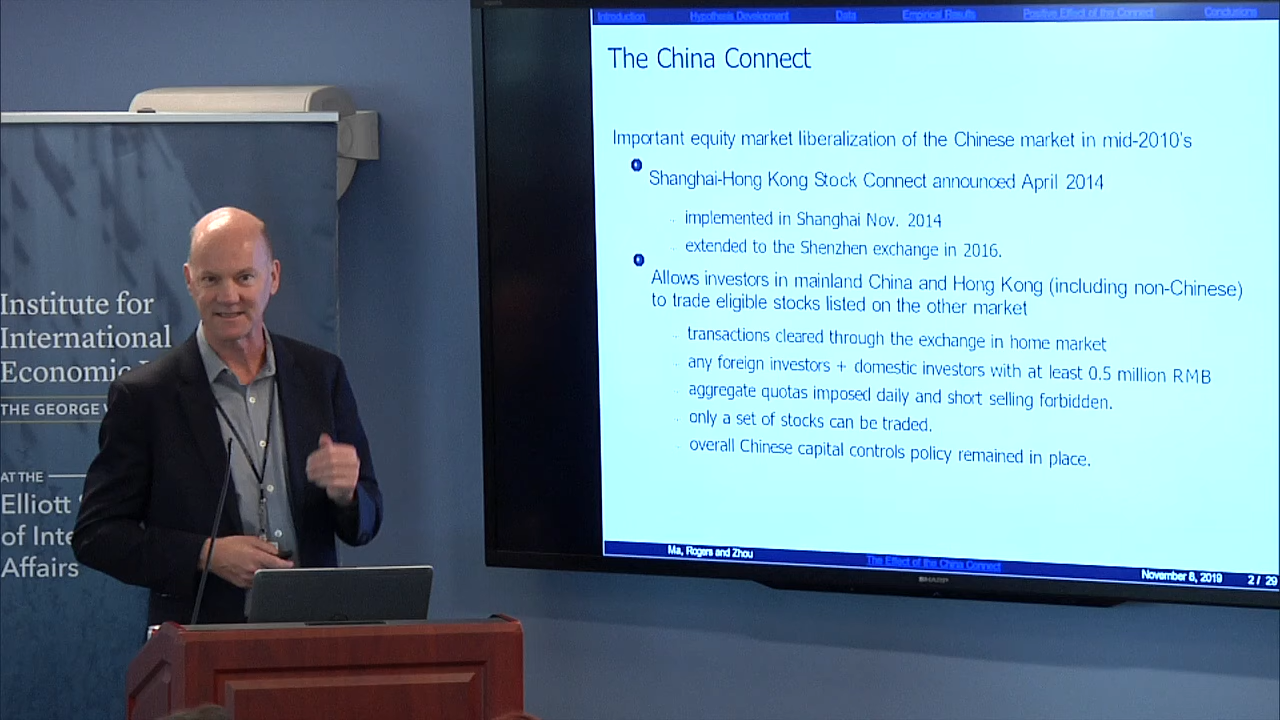 Institute for
International
Economic
THE GEORGE
AT THE
Elliott
of Inte
Affairs
Introduction Hypothesis Development Data Empirical Results Positive Effect of the Connect Conclusions
The China Connect
Important equity market liberalization of the Chinese market in mid-2010's
Shanghai-Hong Kong Stock Connect announced April 2014
implemented in Shanghai Nov. 2014
extended to the Shenzhen exchange in 2016.
Allows investors in mainland China and Hong Kong (including non-Chinese)
to trade eligible stocks listed on the other market
transactions cleared through the exchange in home market
any foreign investors + domestic investors with at least 0.5 million RMB
aggregate quotas imposed daily and short selling forbidden.
only a set of stocks can be traded.
overall Chinese capital controls policy remained in place.
Ma, Rogers and Zhou The Effect of the China Connect November 8, 2019 2 / 29
SHARP